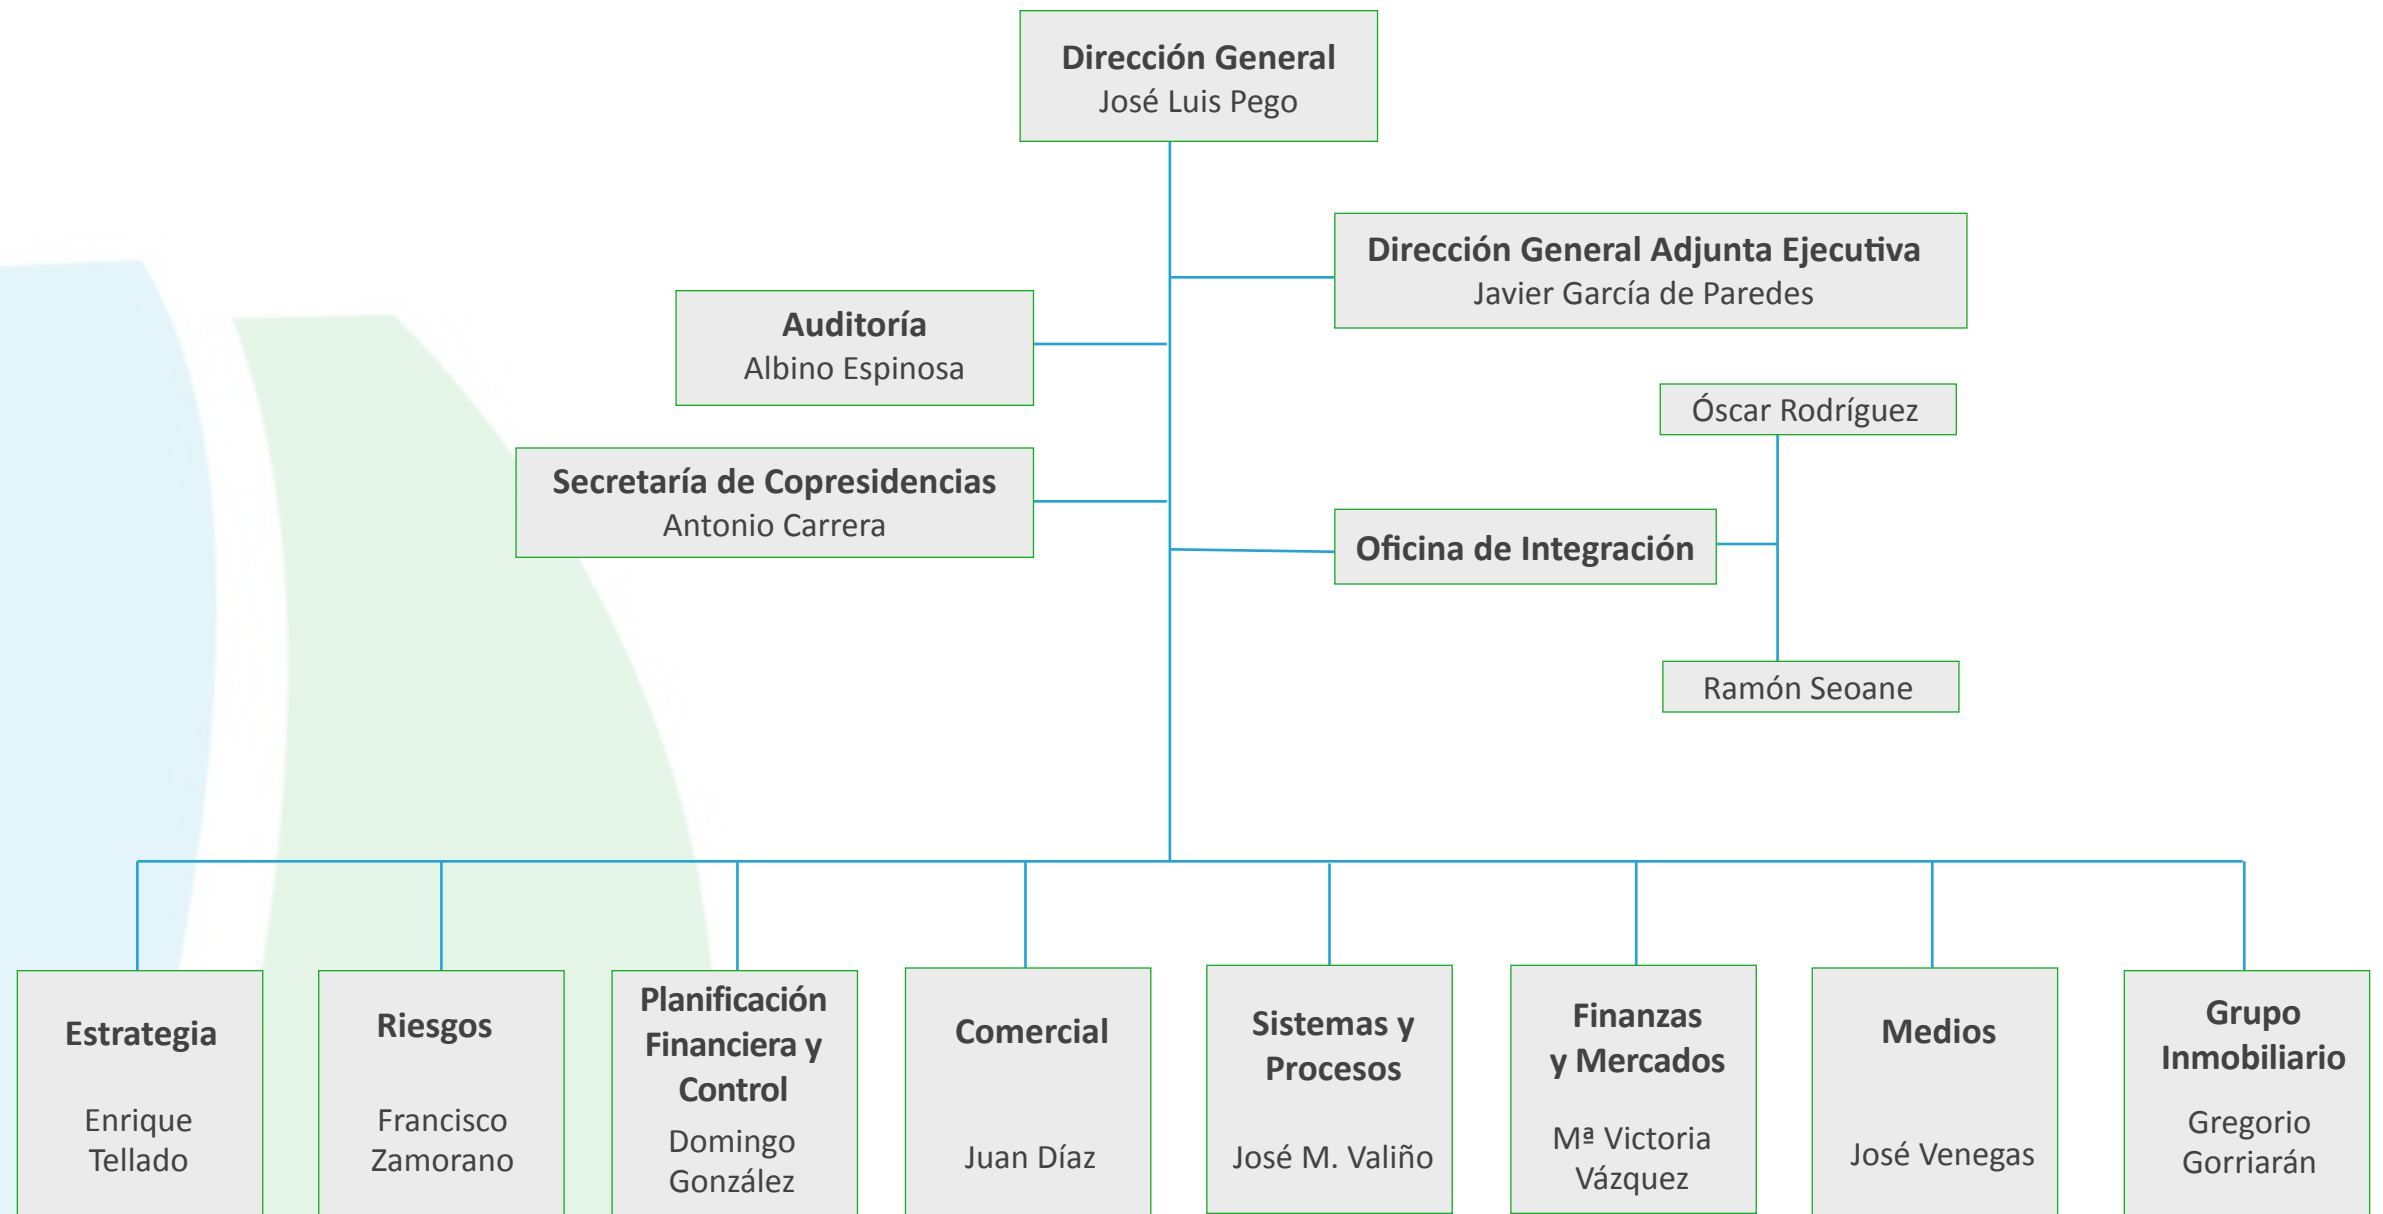 Dirección General
José Luis Pego
Dirección General Adjunta Ejecutiva
Javier García de Paredes
Auditoría
Albino Espinosa
Óscar Rodríguez
Secretaría de Copresidencias
Antonio Carrera
Oficina de Integración
Ramón Seoane
Estrategia
Enrique
Tellado
Riesgos
Francisco
Zamorano
Planificación
Financiera y
Control
Domingo
González
Comercial
Juan Díaz
Sistemas y
Procesos
José M. Valiño
Finanzas
y Mercados
Mª Victoria
Vázquez
Medios
José Venegas
Grupo
Inmobiliario
Gregorio
Gorriarán